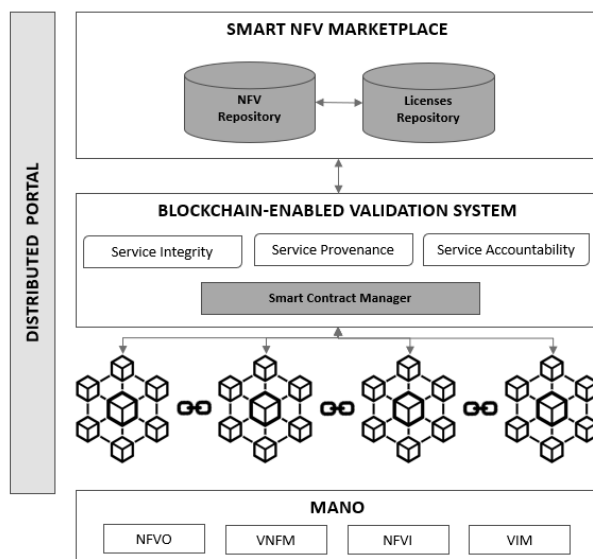 DISTRIBUTED PORTAL
SMART NFV MARKETPLACE
NFV
Repository
Licenses
Repository
BLOCKCHAIN-ENABLED VALIDATION SYSTEM
Service Integrity
Service Provenance
Service Accountability
Smart Contract Manager
MANO
NFVO
VNFM
NFVI
VIM